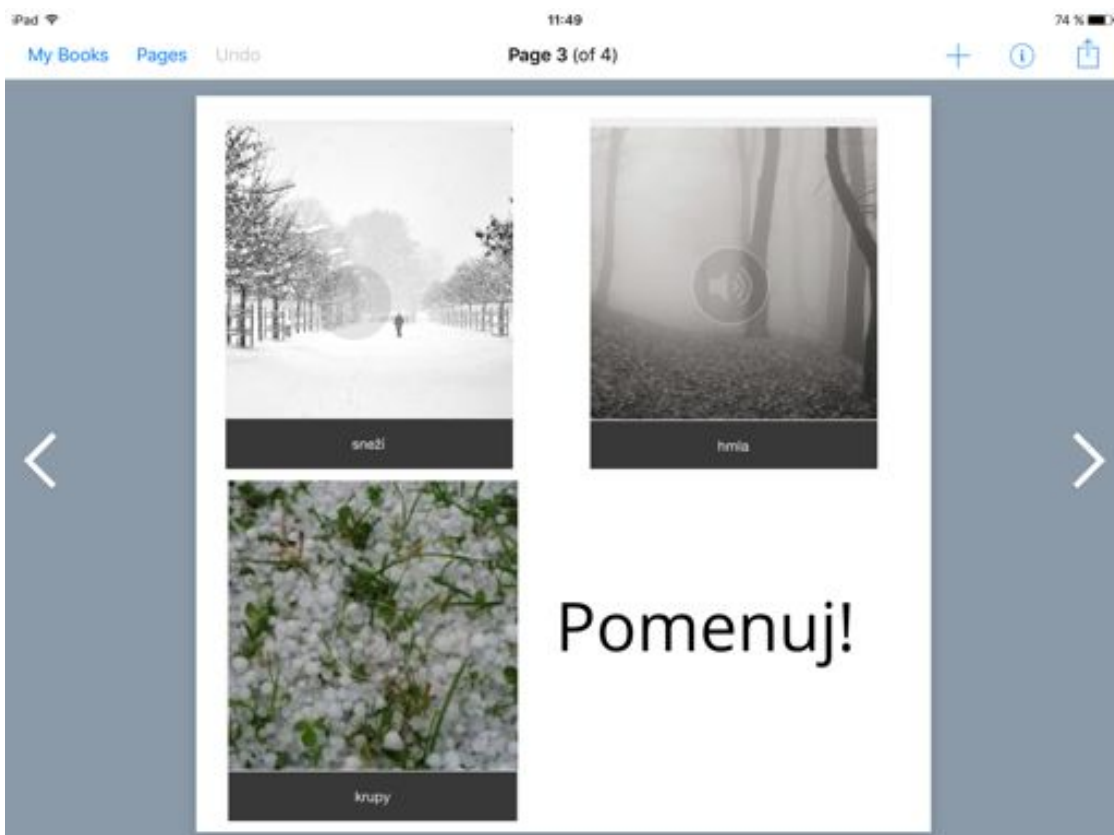 iPad 11:49 74 %
My Books Pages Undo Page 3 (of 4)
sneží hmla
krupy
Pomenuj!